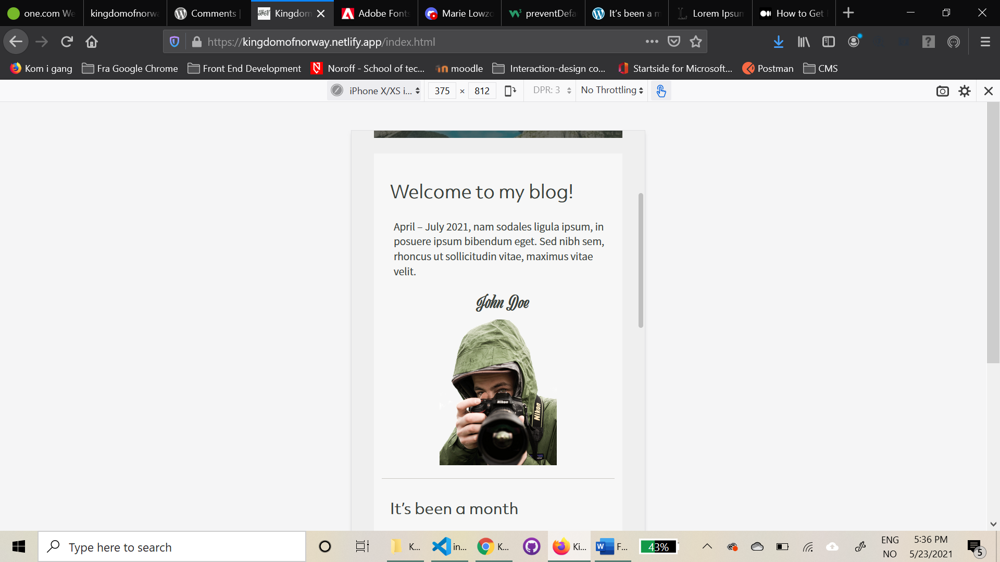 one.com We
kingdomofnorwa
Comments |
Kingdom
Adobe Fonts
Marie Lowzo
preventDefa
It's been a m
Lorem Ipsum
How to Get
https://kingdomofnorway.netlify.app/index.html
Kom i gang
Fra Google Chrome
Front End Development
Noroff - School of tec...
moodle
Interaction-design co...
Startside for Microsoft...
Postman
CMS
iPhone X/XS i...
375 × 812
DPR: 3
No Throttling
Welcome to my blog!
April – July 2021, nam sodales ligula ipsum, in
posuere ipsum bibendum eget. Sed nibh sem,
rhoncus ut sollicitudin vitae, maximus vitae
velit.
John Doe
Nikon
Nikon
It's been a month
Type here to search
K...
in...
K...
Ki...
F...
43%
ENG
NO
5:36 PM
5/23/2021
5